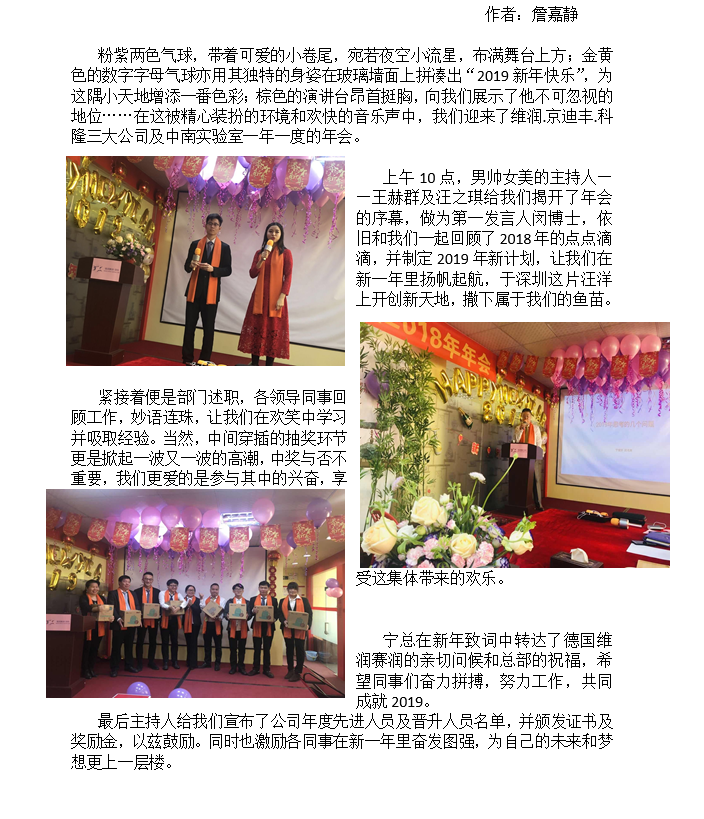 作者：詹嘉静
粉紫两色气球，带着可爱的小卷尾，宛若夜空小流星，布满舞台上方；金黄
色的数字字母气球亦用其独特的身姿在玻璃墙面上拼凑出“2019 新年快乐”，为
这隅小天地增添一番色彩；棕色的演讲台昂首挺胸，向我们展示了他不可忽视的
地位……在这被精心装扮的环境和欢快的音乐声中，我们迎来了维润.京迪丰.科
隆三大公司及中南实验室一年一度的年会。
上午 10 点，男帅女美的主持人—
—王赫群及汪之琪给我们揭开了年会
的序幕，做为第一发言人闵博士，依
旧和我们一起回顾了 2018 年的点点滴
滴，并制定 2019 年新计划，让我们在
新一年里扬帆起航，于深圳这片汪洋
上开创新天地，撒下属于我们的鱼苗。
2018年年会
紧接着便是部门述职，各领导同事回
顾工作，妙语连珠，让我们在欢笑中学习
并吸取经验。当然，中间穿插的抽奖环节
更是掀起一波又一波的高潮，中奖与否不
重要，我们更爱的是参与其中的兴奋，享
受这集体带来的欢乐。
宁总在新年致词中转达了德国维
润赛润的亲切问候和总部的祝福，希
望同事们奋力拼搏，努力工作，共同
成就 2019。
最后主持人给我们宣布了公司年度先进人员及晋升人员名单，并颁发证书及
奖励金，以兹鼓励。同时也激励各同事在新一年里奋发图强，为自己的未来和梦
想更上一层楼。